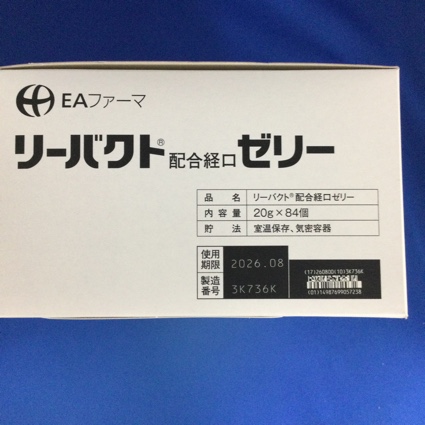 EAファーマ
リーバクト®配合経口ゼリー
品 名 リーバクト®配合経口ゼリー
内容量 20g×84個
貯 法 室温保存、気密容器
使用期限 2026.08
製造番号 3K736K
(17)260800(10)3K736K
(01)14987699057238